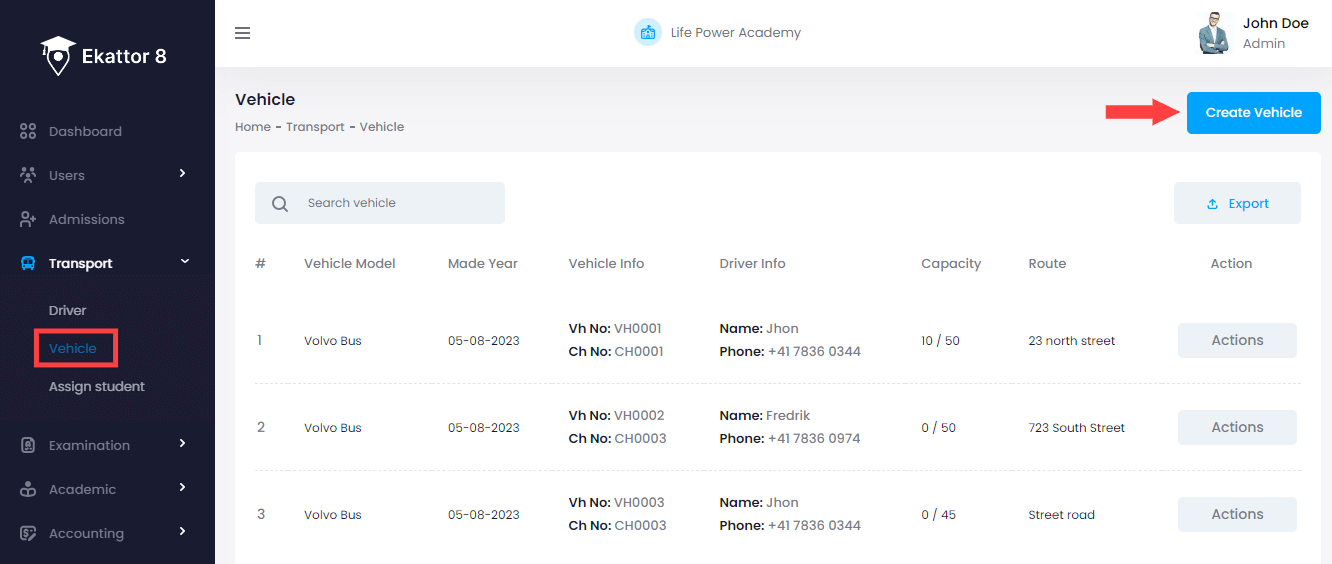 Ekattor 8
Dashboard
Users
Admissions
Transport
Driver
Vehicle
Assign student
Examination
Academic
Accounting
Life Power Academy
John Doe
Admin
Vehicle
Home - Transport - Vehicle
Create Vehicle
Search vehicle
Export
# Vehicle Model Made Year Vehicle Info Driver Info Capacity Route Action
1 Volvo Bus 05-08-2023 Vh No: VH0001 Name: Jhon 10 / 50 23 north street Actions
Ch No: CH0001 Phone: +41 7836 0344
2 Volvo Bus 05-08-2023 Vh No: VH0002 Name: Fredrik 0 / 50 723 South Street Actions
Ch No: CH0003 Phone: +41 7836 0974
3 Volvo Bus 05-08-2023 Vh No: VH0003 Name: Jhon 0 / 45 Street road Actions
Ch No: CH0003 Phone: +41 7836 0344